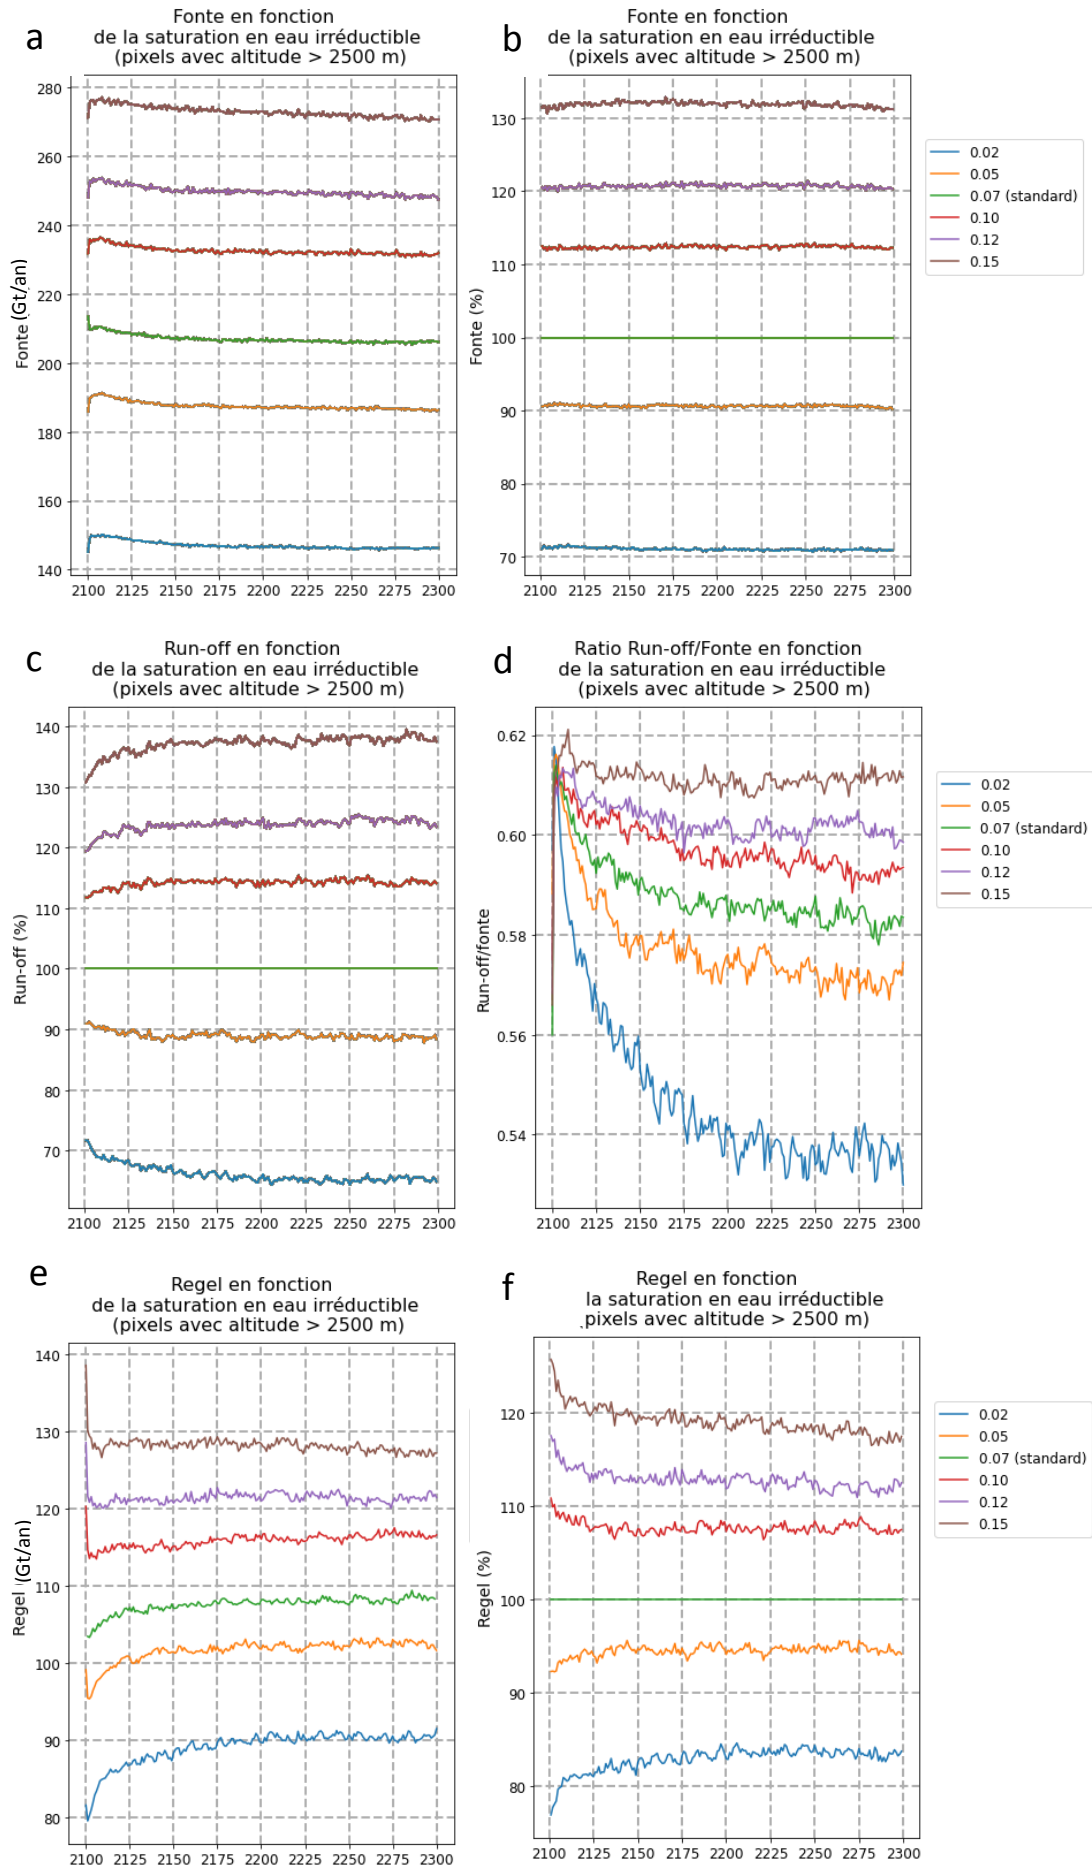 a
Fonte en fonction
de la saturation en eau irréductible
(pixels avec altitude > 2500 m)
280
260
240
220
200
180
160
140
Fonte (Gt/an)
2100 2125 2150 2175 2200 2225 2250 2275 2300
b
Fonte en fonction
de la saturation en eau irréductible
(pixels avec altitude > 2500 m)
130
120
110
100
90
80
70
Fonte (%)
2100 2125 2150 2175 2200 2225 2250 2275 2300
0.02
0.05
0.07 (standard)
0.10
0.12
0.15
c
Run-off en fonction
de la saturation en eau irréductible
(pixels avec altitude > 2500 m)
140
130
120
110
100
90
80
70
Run-off (%)
2100 2125 2150 2175 2200 2225 2250 2275 2300
d
Ratio Run-off/Fonte en fonction
de la saturation en eau irréductible
(pixels avec altitude > 2500 m)
0.62
0.60
0.58
0.56
0.54
Run-off/fonte
2100 2125 2150 2175 2200 2225 2250 2275 2300
0.02
0.05
0.07 (standard)
0.10
0.12
0.15
e
Regel en fonction
de la saturation en eau irréductible
(pixels avec altitude > 2500 m)
140
130
120
110
100
90
80
Regel (Gt/an)
2100 2125 2150 2175 2200 2225 2250 2275 2300
f
Regel en fonction
la saturation en eau irréductible
pixels avec altitude > 2500 m)
120
110
100
90
80
Regel (%)
2100 2125 2150 2175 2200 2225 2250 2275 2300
0.02
0.05
0.07 (standard)
0.10
0.12
0.15